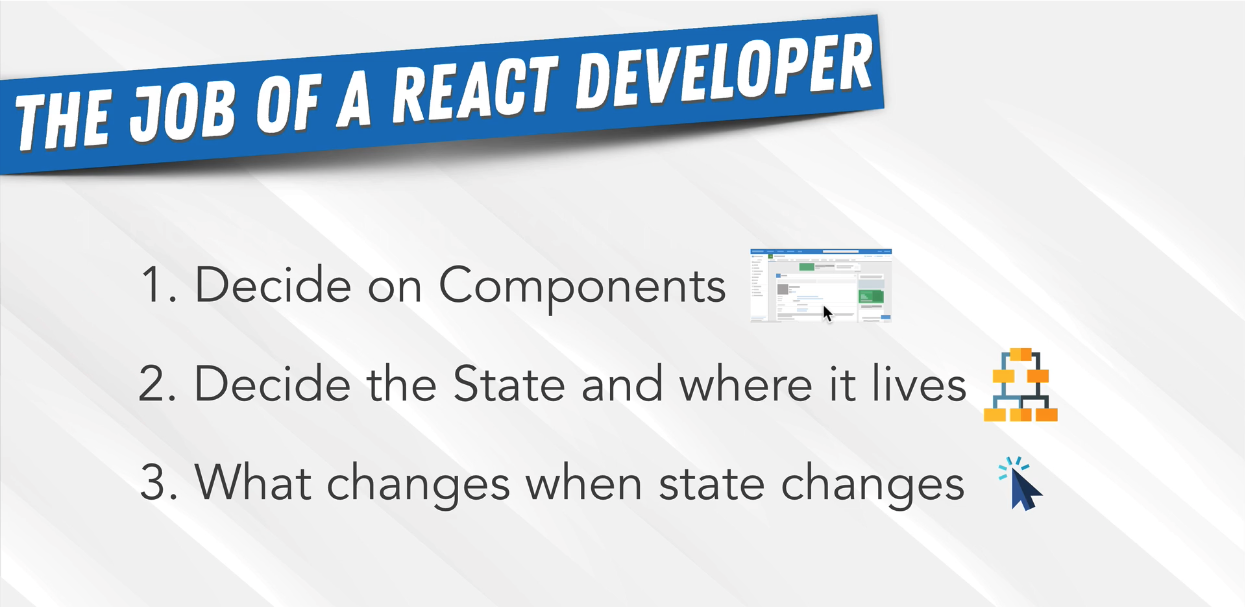 THE JOB OF A REACT DEVELOPER
1. Decide on Components
2. Decide the State and where it lives
3. What changes when state changes